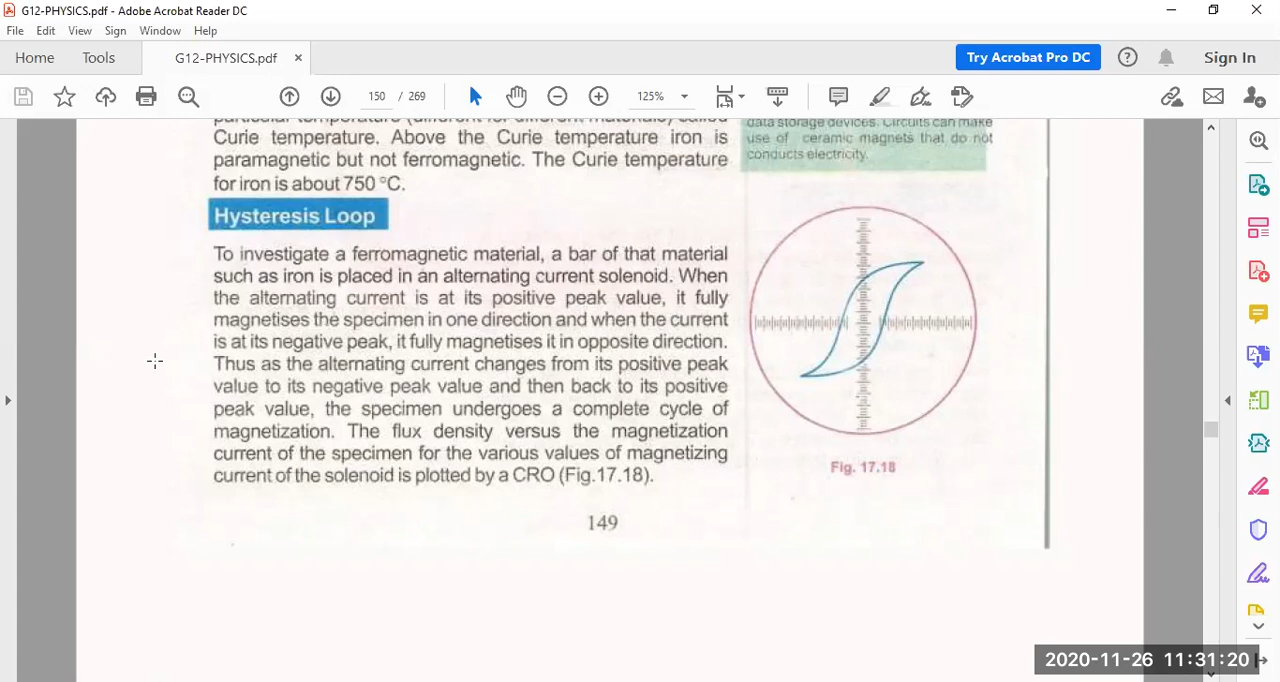 G12-PHYSICS.pdf - Adobe Acrobat Reader DC
File Edit View Sign Window Help
Home Tools G12-PHYSICS.pdf × Try Acrobat Pro DC Sign In
150 / 269 125%
particular temperature (different for different materials) called
Curie temperature. Above the Curie temperature iron is
paramagnetic but not ferromagnetic. The Curie temperature
for iron is about 750 °C.
data storage devices. Circuits can make
use of ceramic magnets that do not
conducts electricity.
Hysteresis Loop
To investigate a ferromagnetic material, a bar of that material
such as iron is placed in an alternating current solenoid. When
the alternating current is at its positive peak value, it fully
magnetises the specimen in one direction and when the current
is at its negative peak, it fully magnetises it in opposite direction.
Thus as the alternating current changes from its positive peak
value to its negative peak value and then back to its positive
peak value, the specimen undergoes a complete cycle of
magnetization. The flux density versus the magnetization
current of the specimen for the various values of magnetizing
current of the solenoid is plotted by a CRO (Fig.17.18).
Fig. 17.18
149
2020-11-26 11:31:20